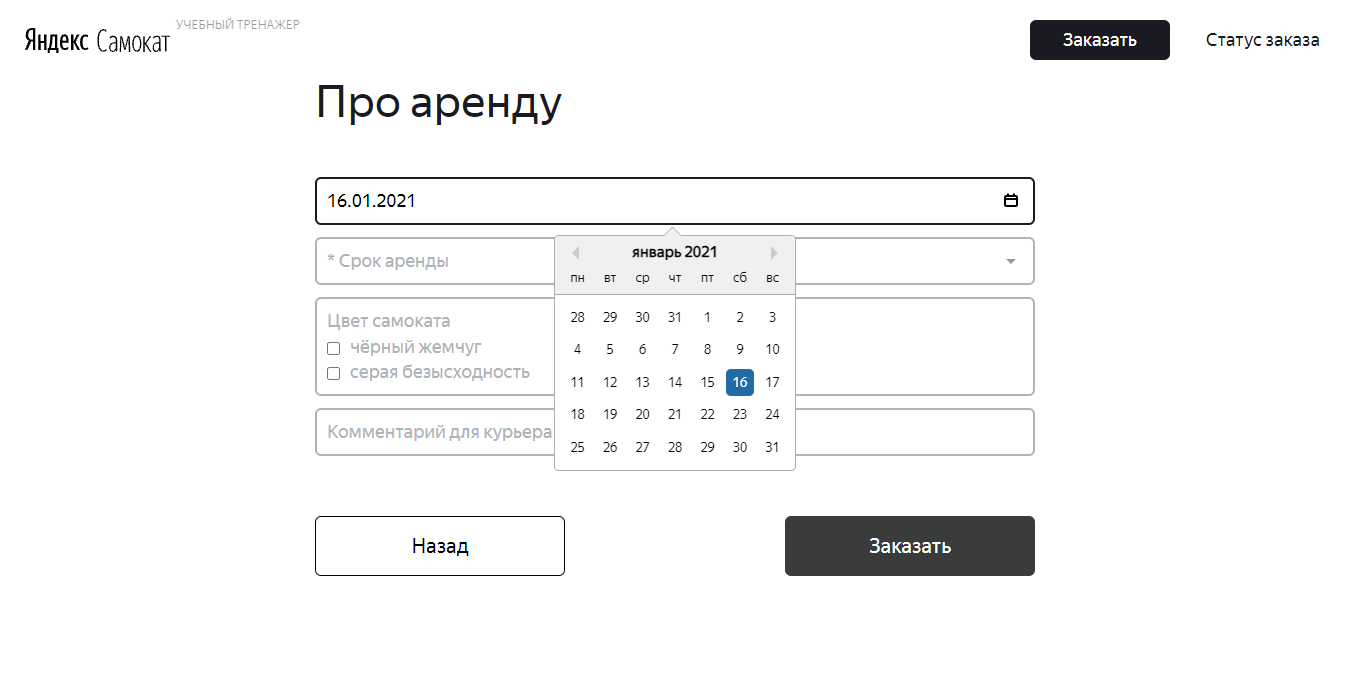 Яндекс Самокат
УЧЕБНЫЙ ТРЕНАЖЕР
Заказать
Статус заказа
Про аренду
16.01.2021
* Срок аренды
январь 2021
пн вт ср чт пт сб вс
28 29 30 31 1 2 3
4 5 6 7 8 9 10
11 12 13 14 15 16 17
18 19 20 21 22 23 24
25 26 27 28 29 30 31
Цвет самоката
чёрный жемчуг
серая безысходность
Комментарий для курьера
Назад
Заказать